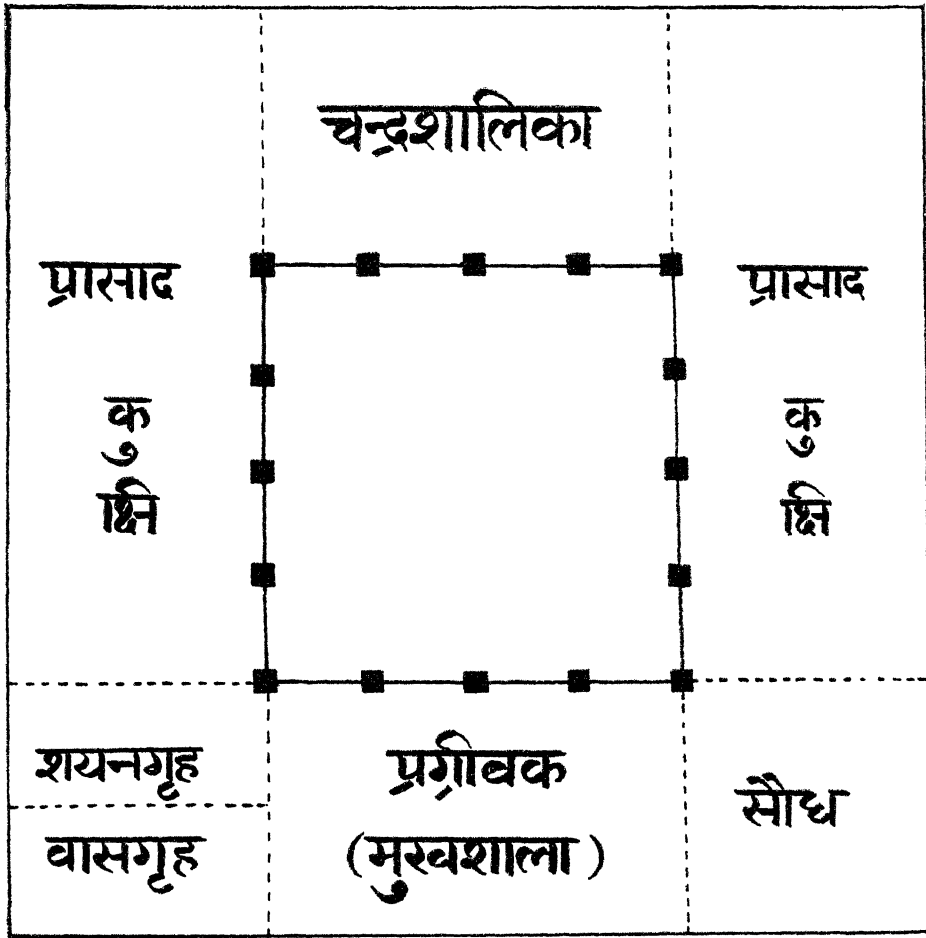 चन्द्रशालिका
प्रासाद
कु
क्षि
प्रासाद
कु
क्षि
शयनगृह
वासगृह
प्रग्रीवक
(मुखशाला)
सौध